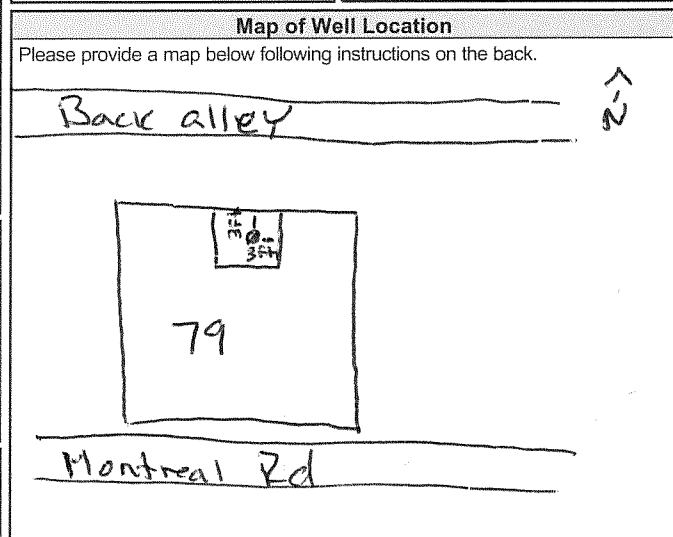 Map of Well Location
Please provide a map below following instructions on the back.
N
Back alley
3ft
3ft
79
Montreal Rd